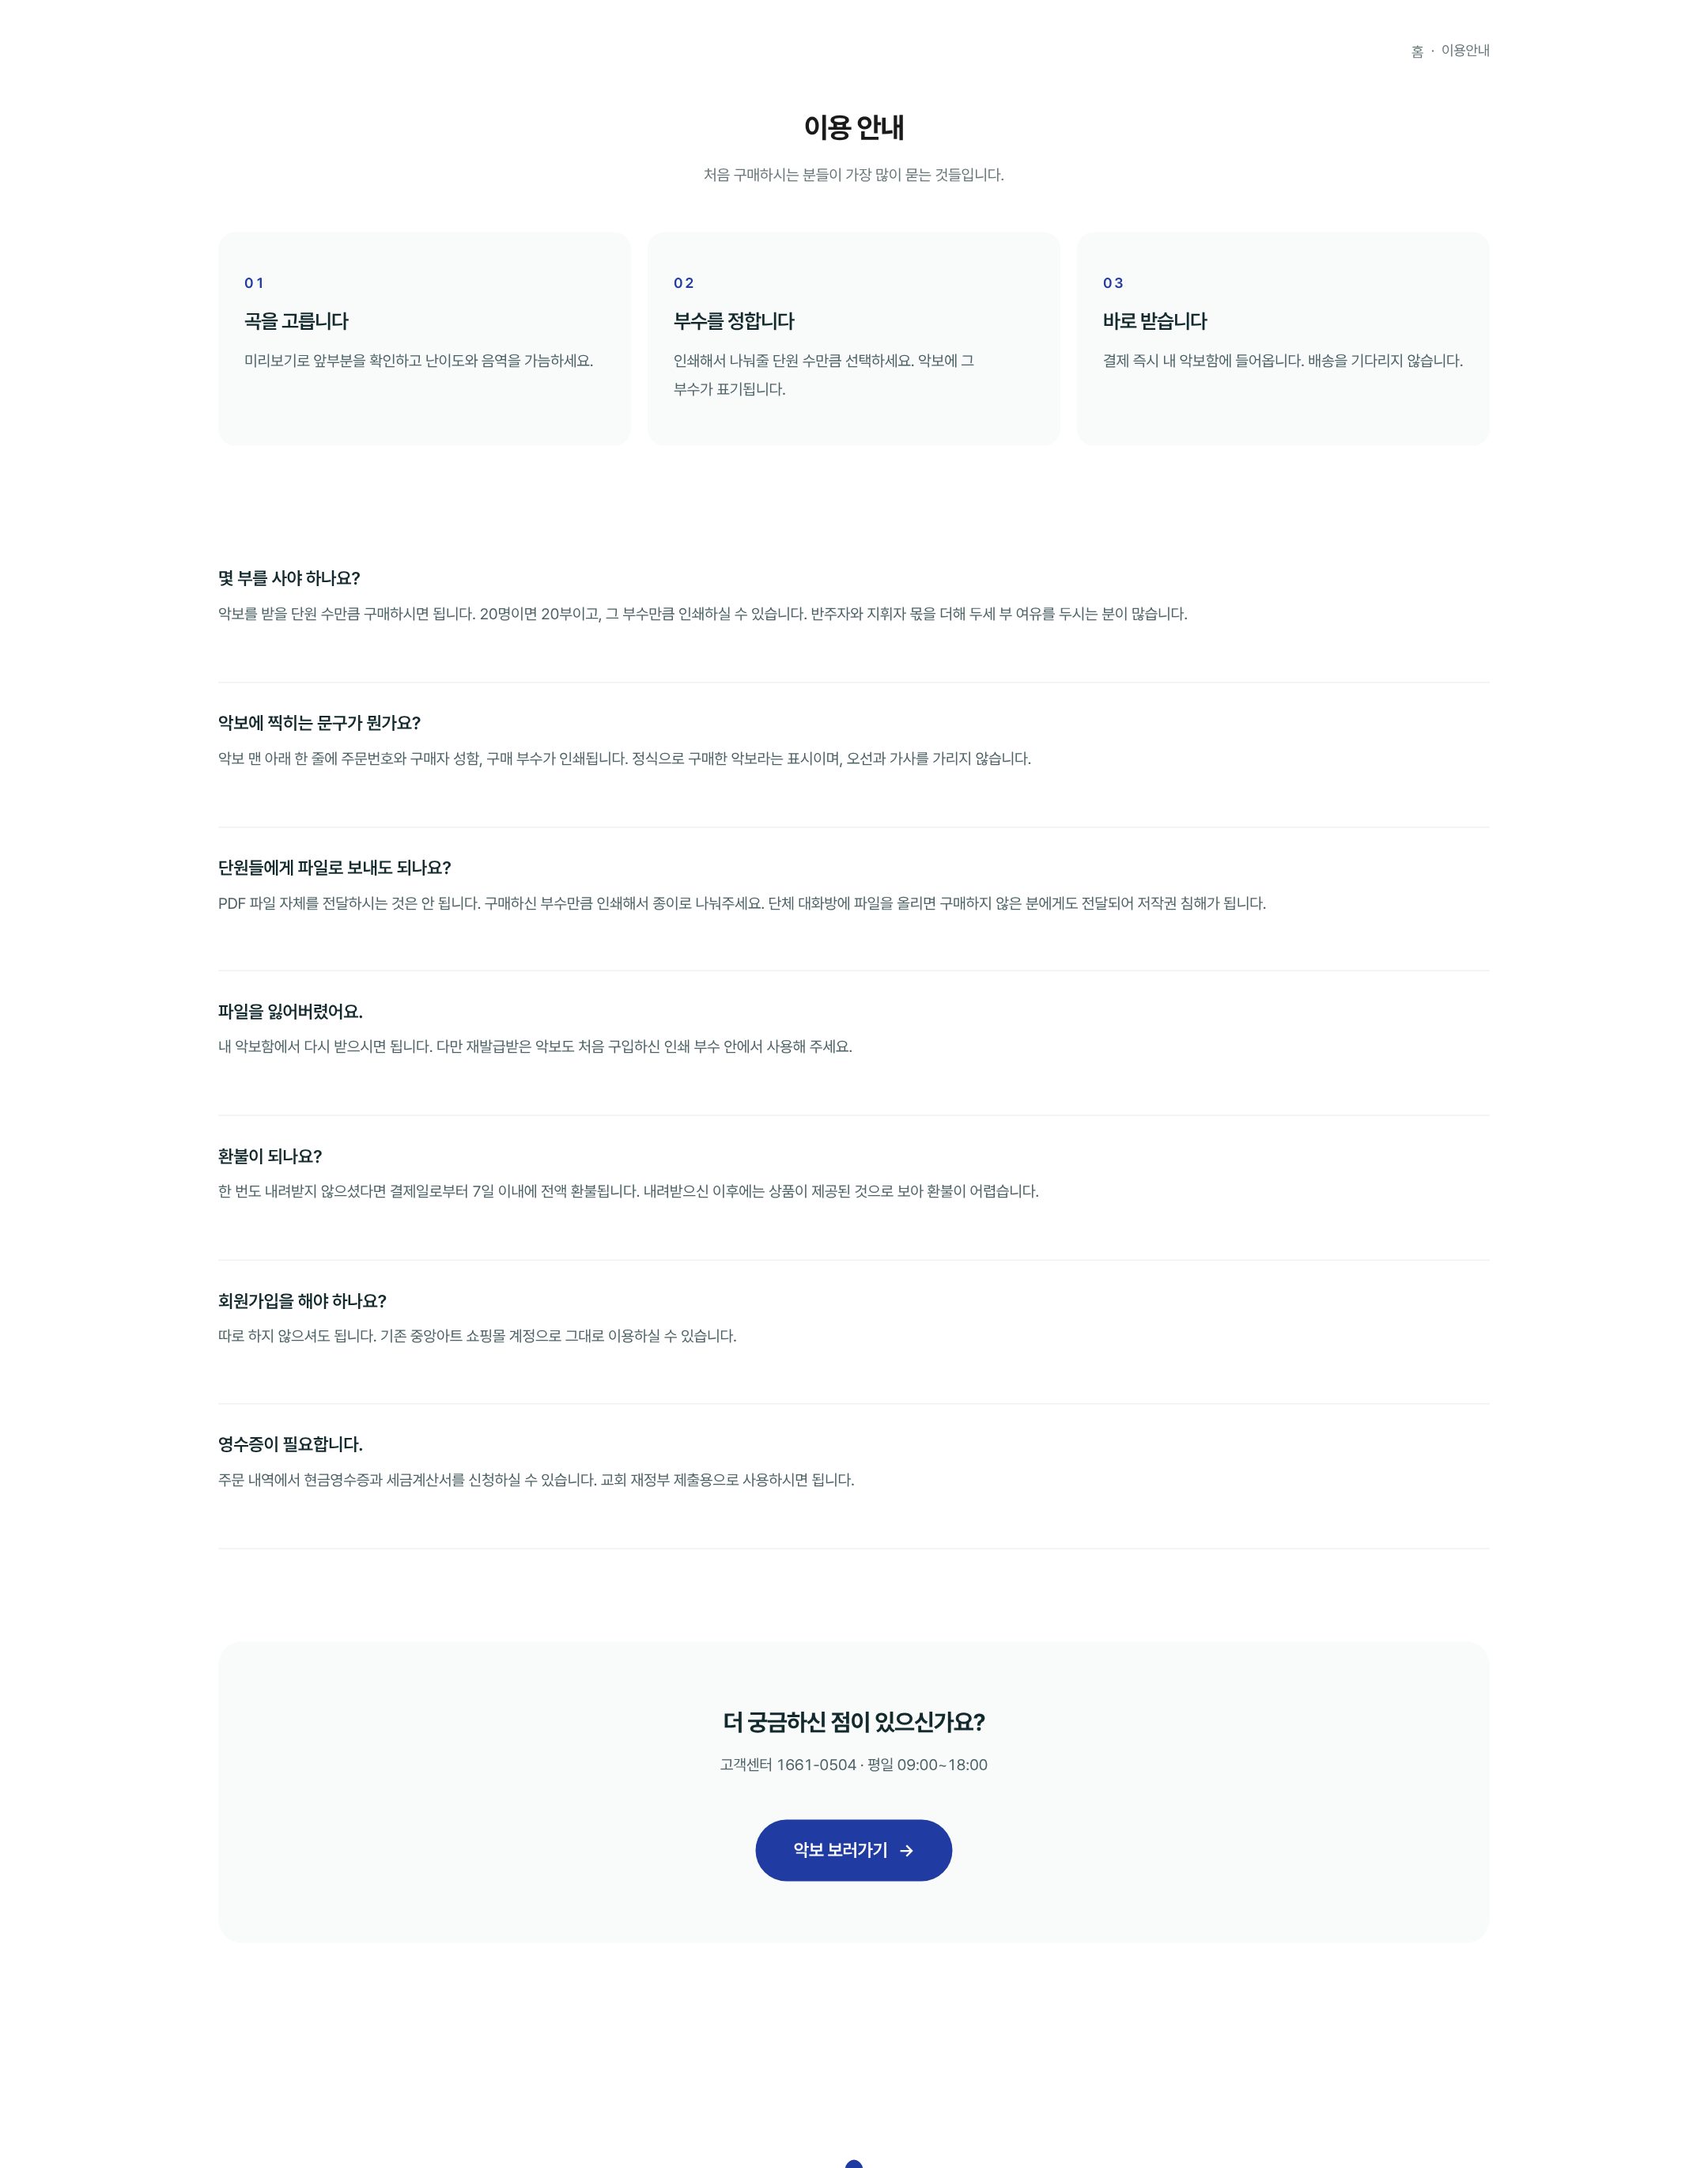 홈 · 이용안내
이용 안내
처음 구매하시는 분들이 가장 많이 묻는 것들입니다.
01
곡을 고릅니다
미리보기로 앞부분을 확인하고 난이도와 음역을 가늠하세요.
02
부수를 정합니다
인쇄해서 나눠줄 단원 수만큼 선택하세요. 악보에 그
부수가 표기됩니다.
03
바로 받습니다
결제 즉시 내 악보함에 들어옵니다. 배송을 기다리지 않습니다.
몇 부를 사야 하나요?
악보를 받을 단원 수만큼 구매하시면 됩니다. 20명이면 20부이고, 그 부수만큼 인쇄하실 수 있습니다. 반주자와 지휘자 몫을 더해 두세 부 여유를 두시는 분이 많습니다.
악보에 찍히는 문구가 뭔가요?
악보 맨 아래 한 줄에 주문번호와 구매자 성함, 구매 부수가 인쇄됩니다. 정식으로 구매한 악보라는 표시이며, 오선과 가사를 가리지 않습니다.
단원들에게 파일로 보내도 되나요?
PDF 파일 자체를 전달하시는 것은 안 됩니다. 구매하신 부수만큼 인쇄해서 종이로 나눠주세요. 단체 대화방에 파일을 올리면 구매하지 않은 분에게도 전달되어 저작권 침해가 됩니다.
파일을 잃어버렸어요.
내 악보함에서 다시 받으시면 됩니다. 다만 재발급받은 악보도 처음 구입하신 인쇄 부수 안에서 사용해 주세요.
환불이 되나요?
한 번도 내려받지 않으셨다면 결제일로부터 7일 이내에 전액 환불됩니다. 내려받으신 이후에는 상품이 제공된 것으로 보아 환불이 어렵습니다.
회원가입을 해야 하나요?
따로 하지 않으셔도 됩니다. 기존 중앙아트 쇼핑몰 계정으로 그대로 이용하실 수 있습니다.
영수증이 필요합니다.
주문 내역에서 현금영수증과 세금계산서를 신청하실 수 있습니다. 교회 재정부 제출용으로 사용하시면 됩니다.
더 궁금하신 점이 있으신가요?
고객센터 1661-0504 · 평일 09:00~18:00
악보 보러가기 →